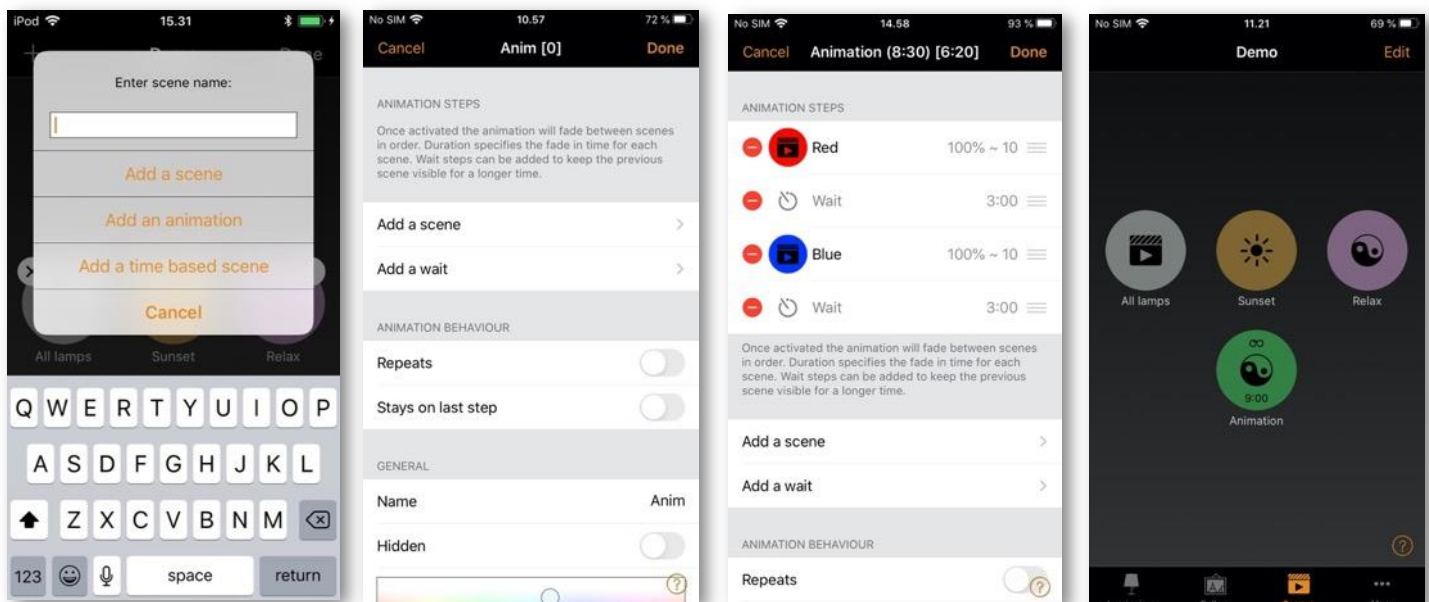 iPod 15.31
Done
Enter scene name:
Add a scene
Add an animation
Add a time based scene
Cancel
All lamps Sunset Relax
Q W E R T Y U I O P
A S D F G H J K L
Z X C V B N M
123 space return
No SIM 10.57 72 %
Cancel Anim [0] Done
ANIMATION STEPS
Once activated the animation will fade between scenes
in order. Duration specifies the fade in time for each
scene. Wait steps can be added to keep the previous
scene visible for a longer time.
Add a scene
Add a wait
ANIMATION BEHAVIOUR
Repeats
Stays on last step
GENERAL
Name Anim
Hidden
?
No SIM 14.58 93 %
Cancel Animation (8:30) [6:20] Done
ANIMATION STEPS
Red 100% ~ 10
Wait 3:00
Blue 100% ~ 10
Wait 3:00
Once activated the animation will fade between scenes
in order. Duration specifies the fade in time for each
scene. Wait steps can be added to keep the previous
scene visible for a longer time.
Add a scene
Add a wait
ANIMATION BEHAVIOUR
Repeats
?
No SIM 11.21 69 %
Demo Edit
All lamps Sunset Relax
∞
9:00
Animation
?